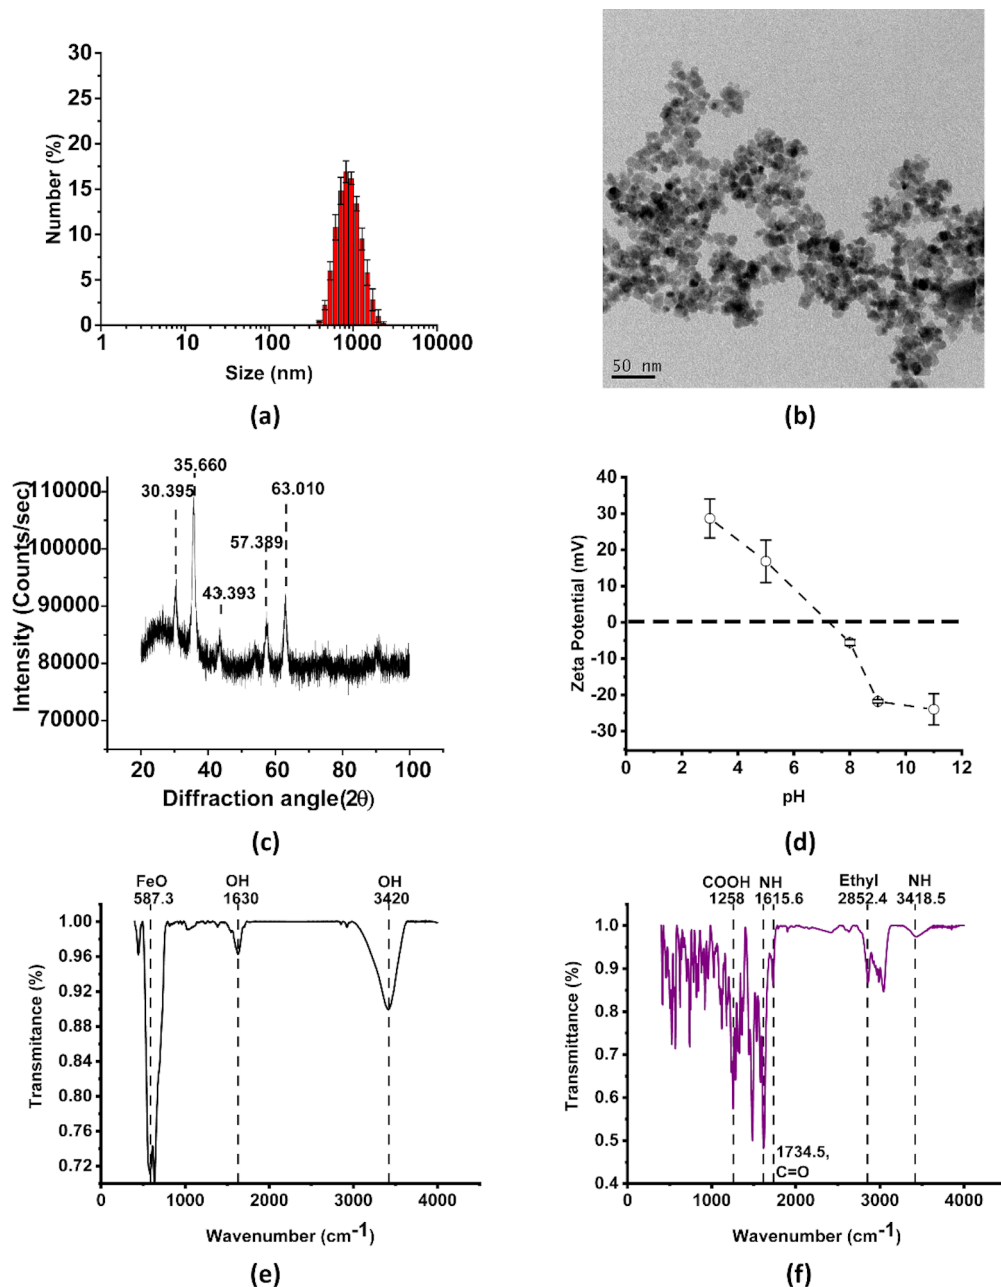 30
25
20
15
10
5
0
Number (%)
1 10 100 1000 10000
Size (nm)
(a)
50 nm
(b)
35.660
30.395
63.010
57.389
43.393
110000
100000
90000
80000
70000
Intensity (Counts/sec)
20 40 60 80 100
Diffraction angle(2θ)
(c)
40
30
20
10
0
-10
-20
-30
Zeta Potential (mV)
0 2 4 6 8 10 12
pH
(d)
FeO OH OH
587.3 1630 3420
1.00
0.96
0.92
0.88
0.84
0.80
0.76
0.72
Transmittance (%)
0 1000 2000 3000 4000
Wavenumber (cm-1)
(e)
COOH NH Ethyl NH
1258 1615.6 2852.4 3418.5
1.0
0.9
0.8
0.7
0.6
0.5
0.4
Transmittance (%)
1734.5,
C=O
0 1000 2000 3000 4000
Wavenumber (cm-1)
(f)